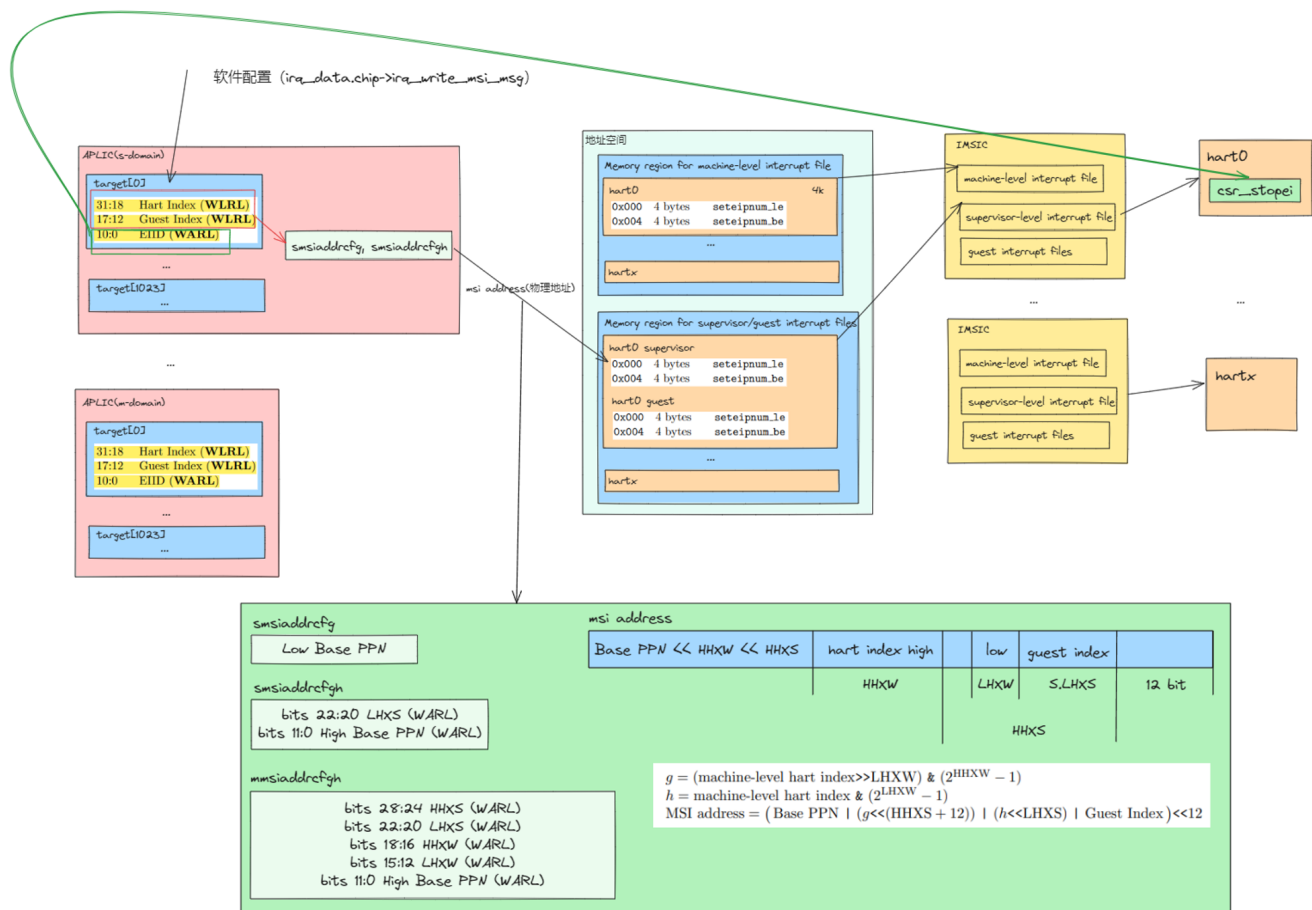 软件配置（irq_data.chip->irq_write_msi_msg）
APLIC(s-domain)
target[0]
31:18 Hart Index (WLRL)
17:12 Guest Index (WLRL)
10:0 EIID (WARL)
...
target[1023]
...
smsiaddrcfg, smsiaddrcfgh
...
APLIC(m-domain)
target[0]
31:18 Hart Index (WLRL)
17:12 Guest Index (WLRL)
10:0 EIID (WARL)
...
target[1023]
...
msi address(物理地址)
地址空间
Memory region for machine-level interrupt file
hart0 4k
0x000 4 bytes seteipnum_le
0x004 4 bytes seteipnum_be
...
hartx
Memory region for supervisor/guest interrupt files
hart0 supervisor
0x000 4 bytes seteipnum_le
0x004 4 bytes seteipnum_be
hart0 guest
0x000 4 bytes seteipnum_le
0x004 4 bytes seteipnum_be
...
hartx
IMSIC
machine-level interrupt file
supervisor-level interrupt file
guest interrupt files
...
IMSIC
machine-level interrupt file
supervisor-level interrupt file
guest interrupt files
hart0
csr_stopei
...
hartx
smsiaddrcfg
Low Base PPN
smsiaddrcfgh
bits 22:20 LHXS (WARL)
bits 11:0 High Base PPN (WARL)
mmsiaddrcfgh
bits 28:24 HHXS (WARL)
bits 22:20 LHXS (WARL)
bits 18:16 HHXW (WARL)
bits 15:12 LHXW (WARL)
bits 11:0 High Base PPN (WARL)
msi address
Base PPN << HHXW << HHXS hart index high low guest index
HHXW LHXW S.LHXS 12 bit
HHXS
g = (machine-level hart index>>LHXW) & (2^HHXW − 1)
h = machine-level hart index & (2^LHXW − 1)
MSI address = (Base PPN | (g<<(HHXS + 12)) | (h<<LHXS) | Guest Index)<<12